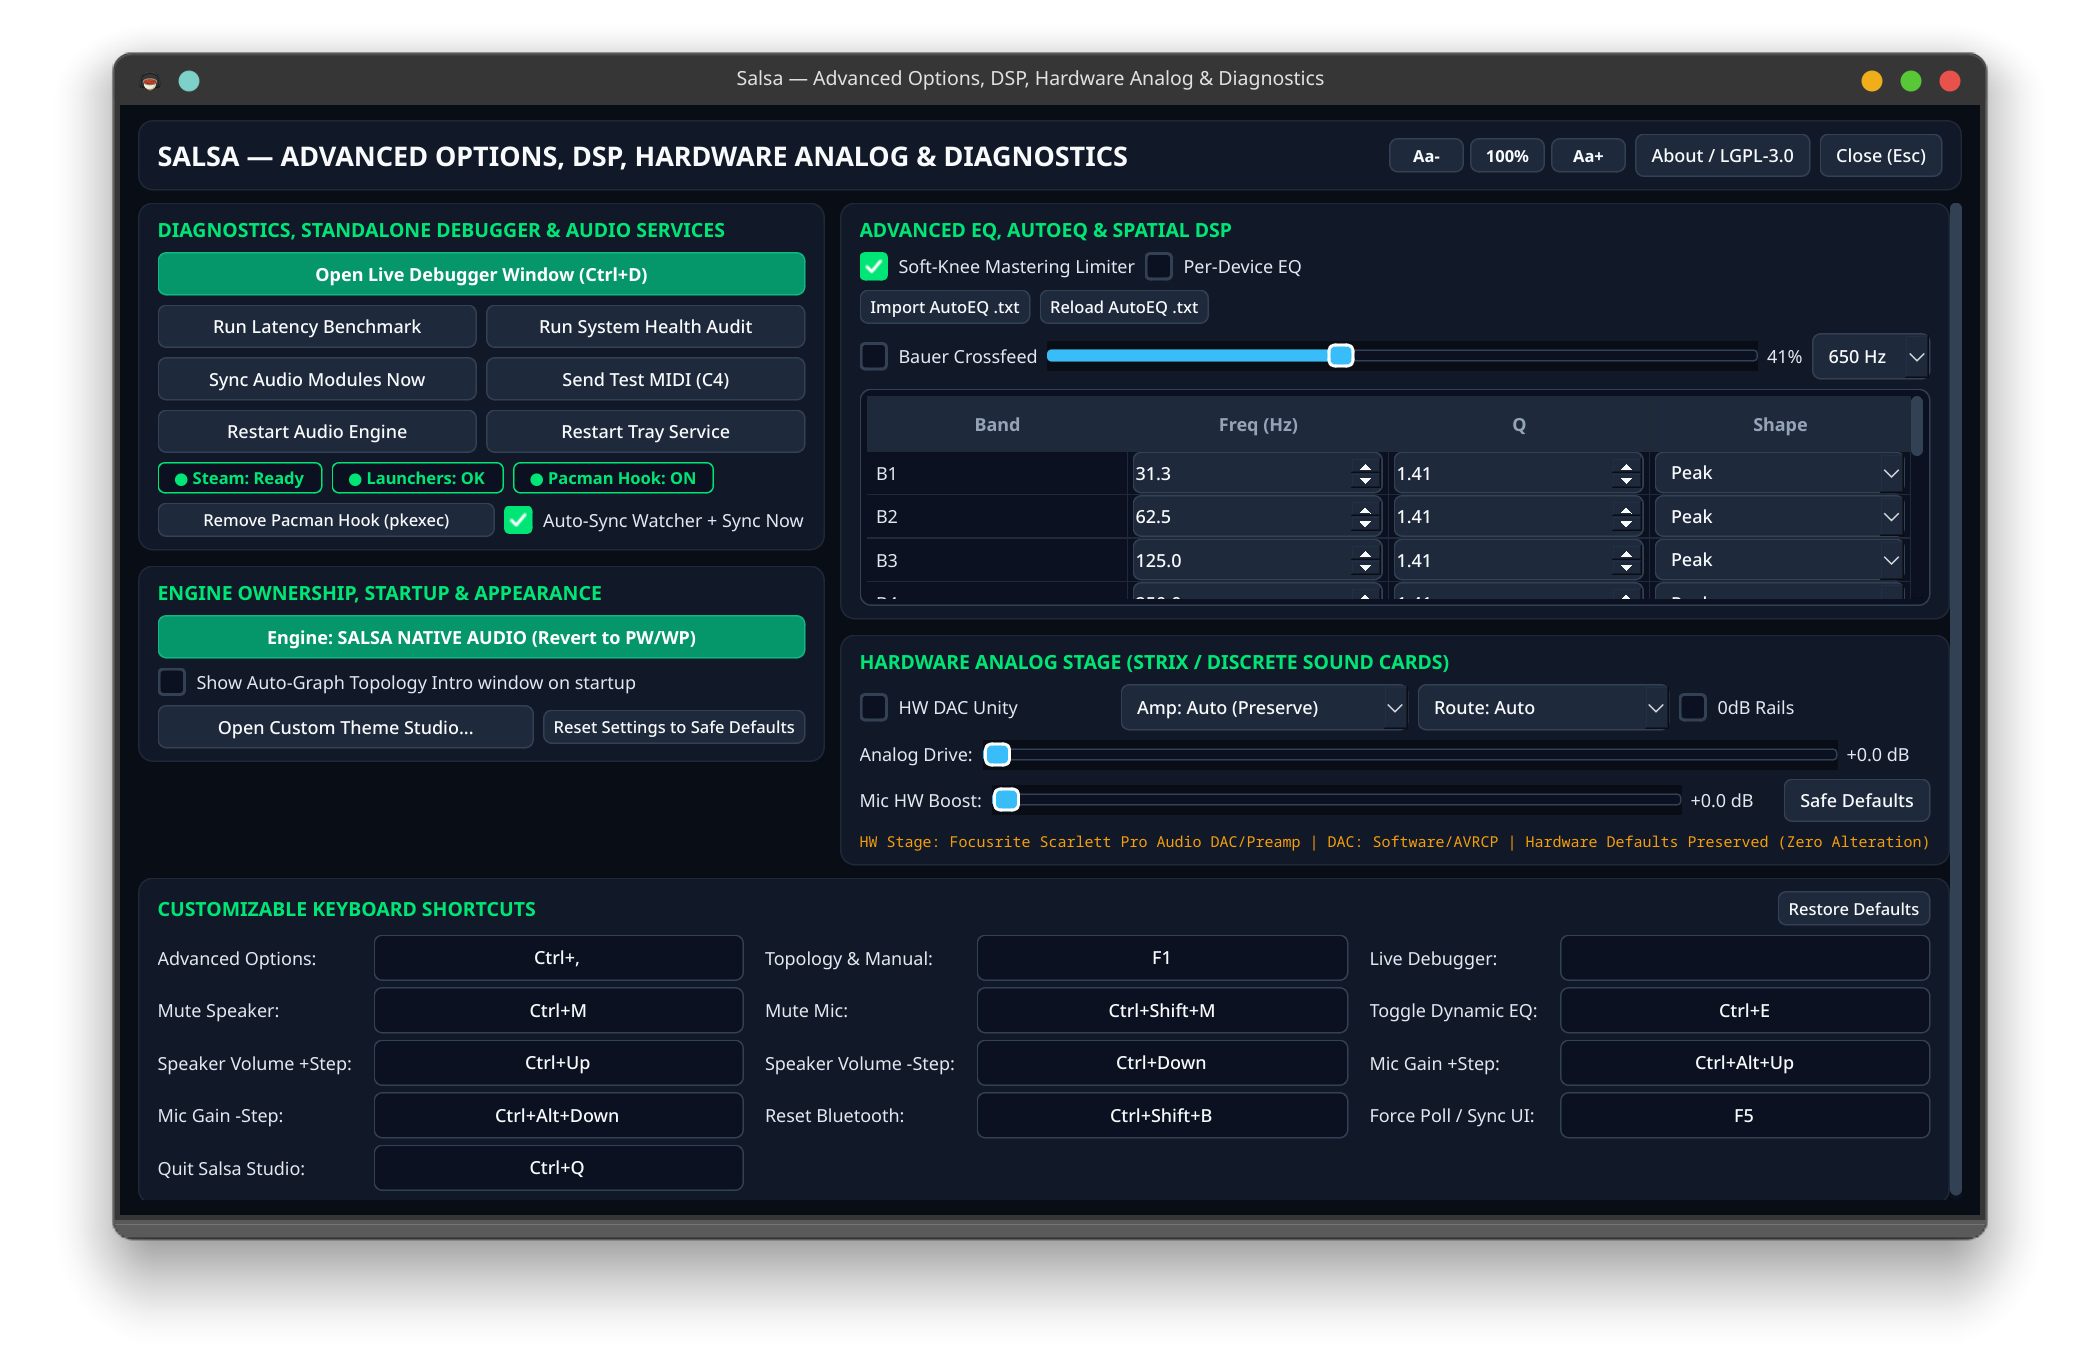 Salsa — Advanced Options, DSP, Hardware Analog & Diagnostics
SALSA — ADVANCED OPTIONS, DSP, HARDWARE ANALOG & DIAGNOSTICS
Aa- 100% Aa+ About / LGPL-3.0 Close (Esc)
DIAGNOSTICS, STANDALONE DEBUGGER & AUDIO SERVICES
Open Live Debugger Window (Ctrl+D)
Run Latency Benchmark Run System Health Audit
Sync Audio Modules Now Send Test MIDI (C4)
Restart Audio Engine Restart Tray Service
● Steam: Ready ● Launchers: OK ● Pacman Hook: ON
Remove Pacman Hook (pkexec) Auto-Sync Watcher + Sync Now
ENGINE OWNERSHIP, STARTUP & APPEARANCE
Engine: SALSA NATIVE AUDIO (Revert to PW/WP)
Show Auto-Graph Topology Intro window on startup
Open Custom Theme Studio... Reset Settings to Safe Defaults
ADVANCED EQ, AUTOEQ & SPATIAL DSP
Soft-Knee Mastering Limiter Per-Device EQ
Import AutoEQ .txt Reload AutoEQ .txt
Bauer Crossfeed 41% 650 Hz
Band Freq (Hz) Q Shape
B1 31.3 1.41 Peak
B2 62.5 1.41 Peak
B3 125.0 1.41 Peak
HARDWARE ANALOG STAGE (STRIX / DISCRETE SOUND CARDS)
HW DAC Unity Amp: Auto (Preserve) Route: Auto 0dB Rails
Analog Drive: +0.0 dB
Mic HW Boost: +0.0 dB Safe Defaults
HW Stage: Focusrite Scarlett Pro Audio DAC/Preamp | DAC: Software/AVRCP | Hardware Defaults Preserved (Zero Alteration)
CUSTOMIZABLE KEYBOARD SHORTCUTS Restore Defaults
Advanced Options: Ctrl+, Topology & Manual: F1 Live Debugger:
Mute Speaker: Ctrl+M Mute Mic: Ctrl+Shift+M Toggle Dynamic EQ: Ctrl+E
Speaker Volume +Step: Ctrl+Up Speaker Volume -Step: Ctrl+Down Mic Gain +Step: Ctrl+Alt+Up
Mic Gain -Step: Ctrl+Alt+Down Reset Bluetooth: Ctrl+Shift+B Force Poll / Sync UI: F5
Quit Salsa Studio: Ctrl+Q